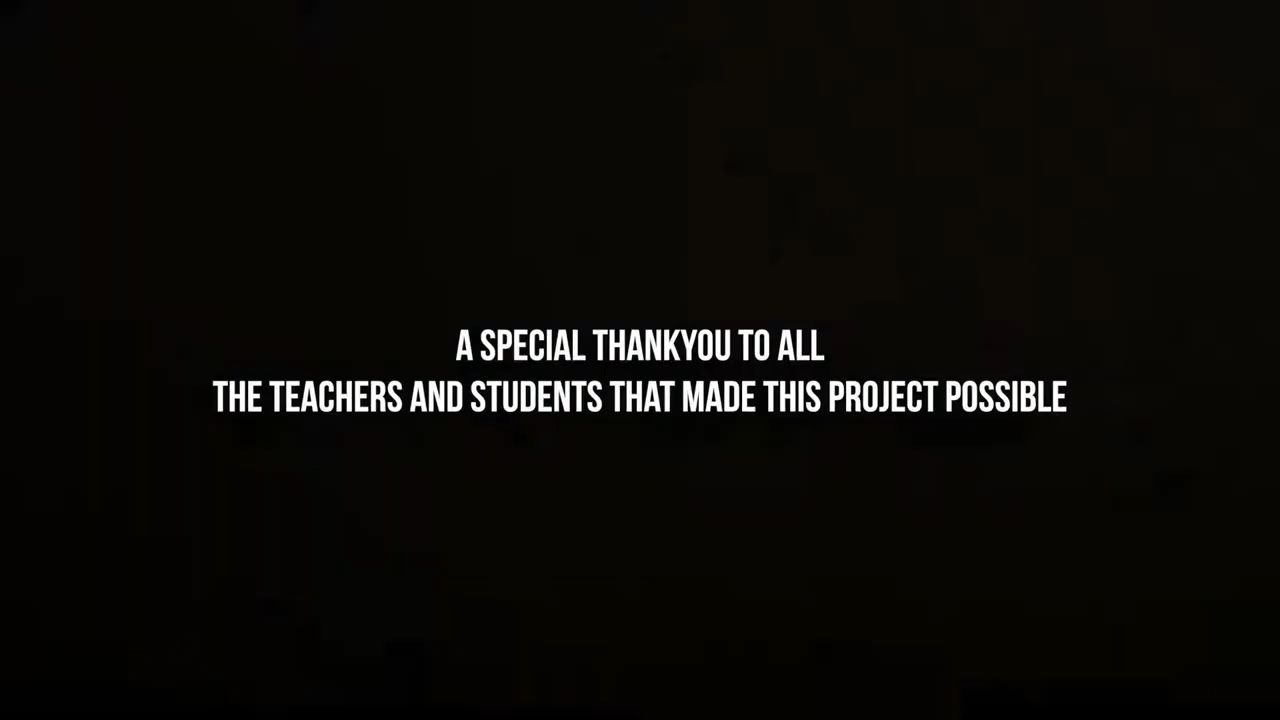 A SPECIAL THANKYOU TO ALL
THE TEACHERS AND STUDENTS THAT MADE THIS PROJECT POSSIBLE